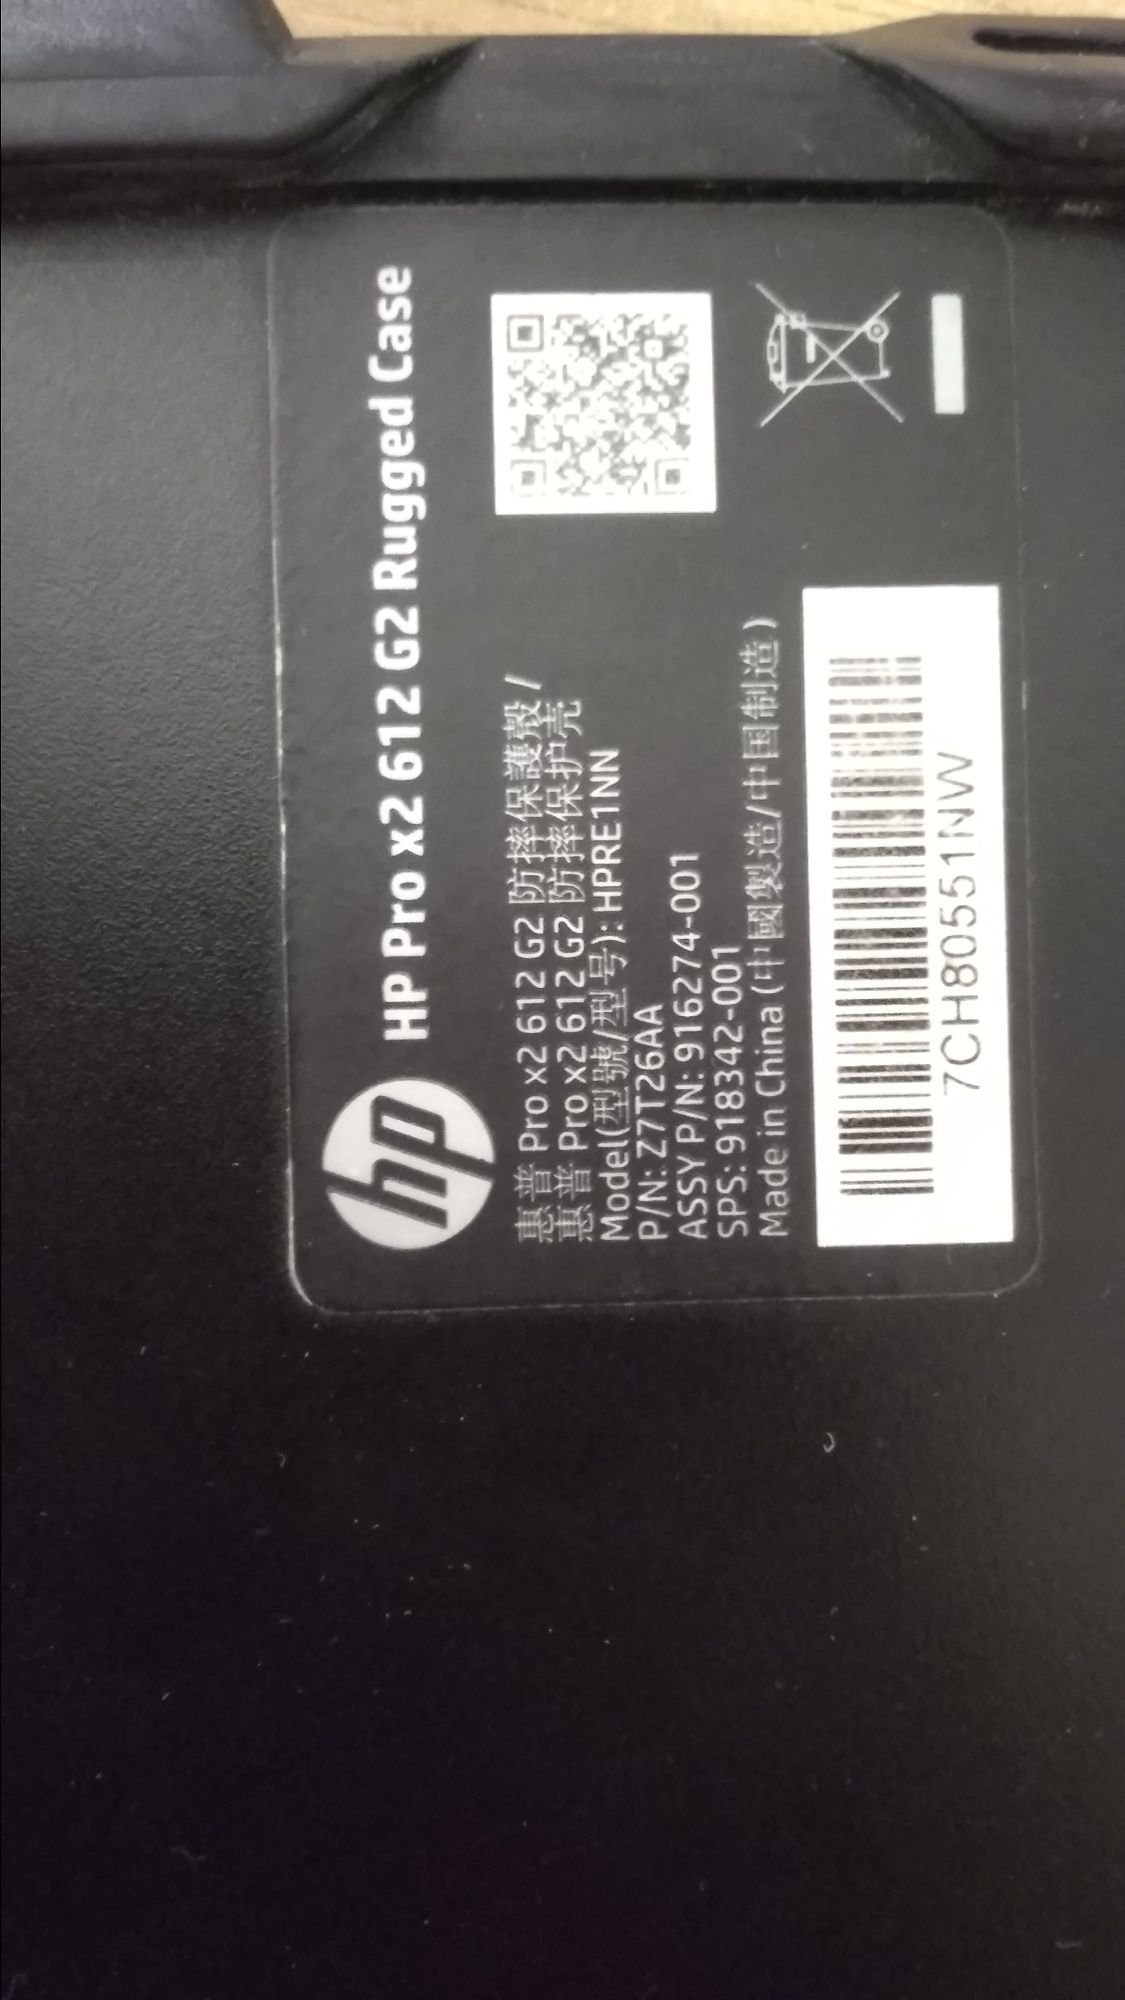 hp
HP Pro x2 612 G2 Rugged Case
惠普 Pro x2 612 G2 防摔保護殼 /
惠普 Pro x2 612 G2 防摔保护壳
Model(型號/型号): HPRE1NN
P/N: Z7T26AA
ASSY P/N: 916274-001
SPS: 918342-001
Made in China (中國製造/中国制造)
7CH80551NW